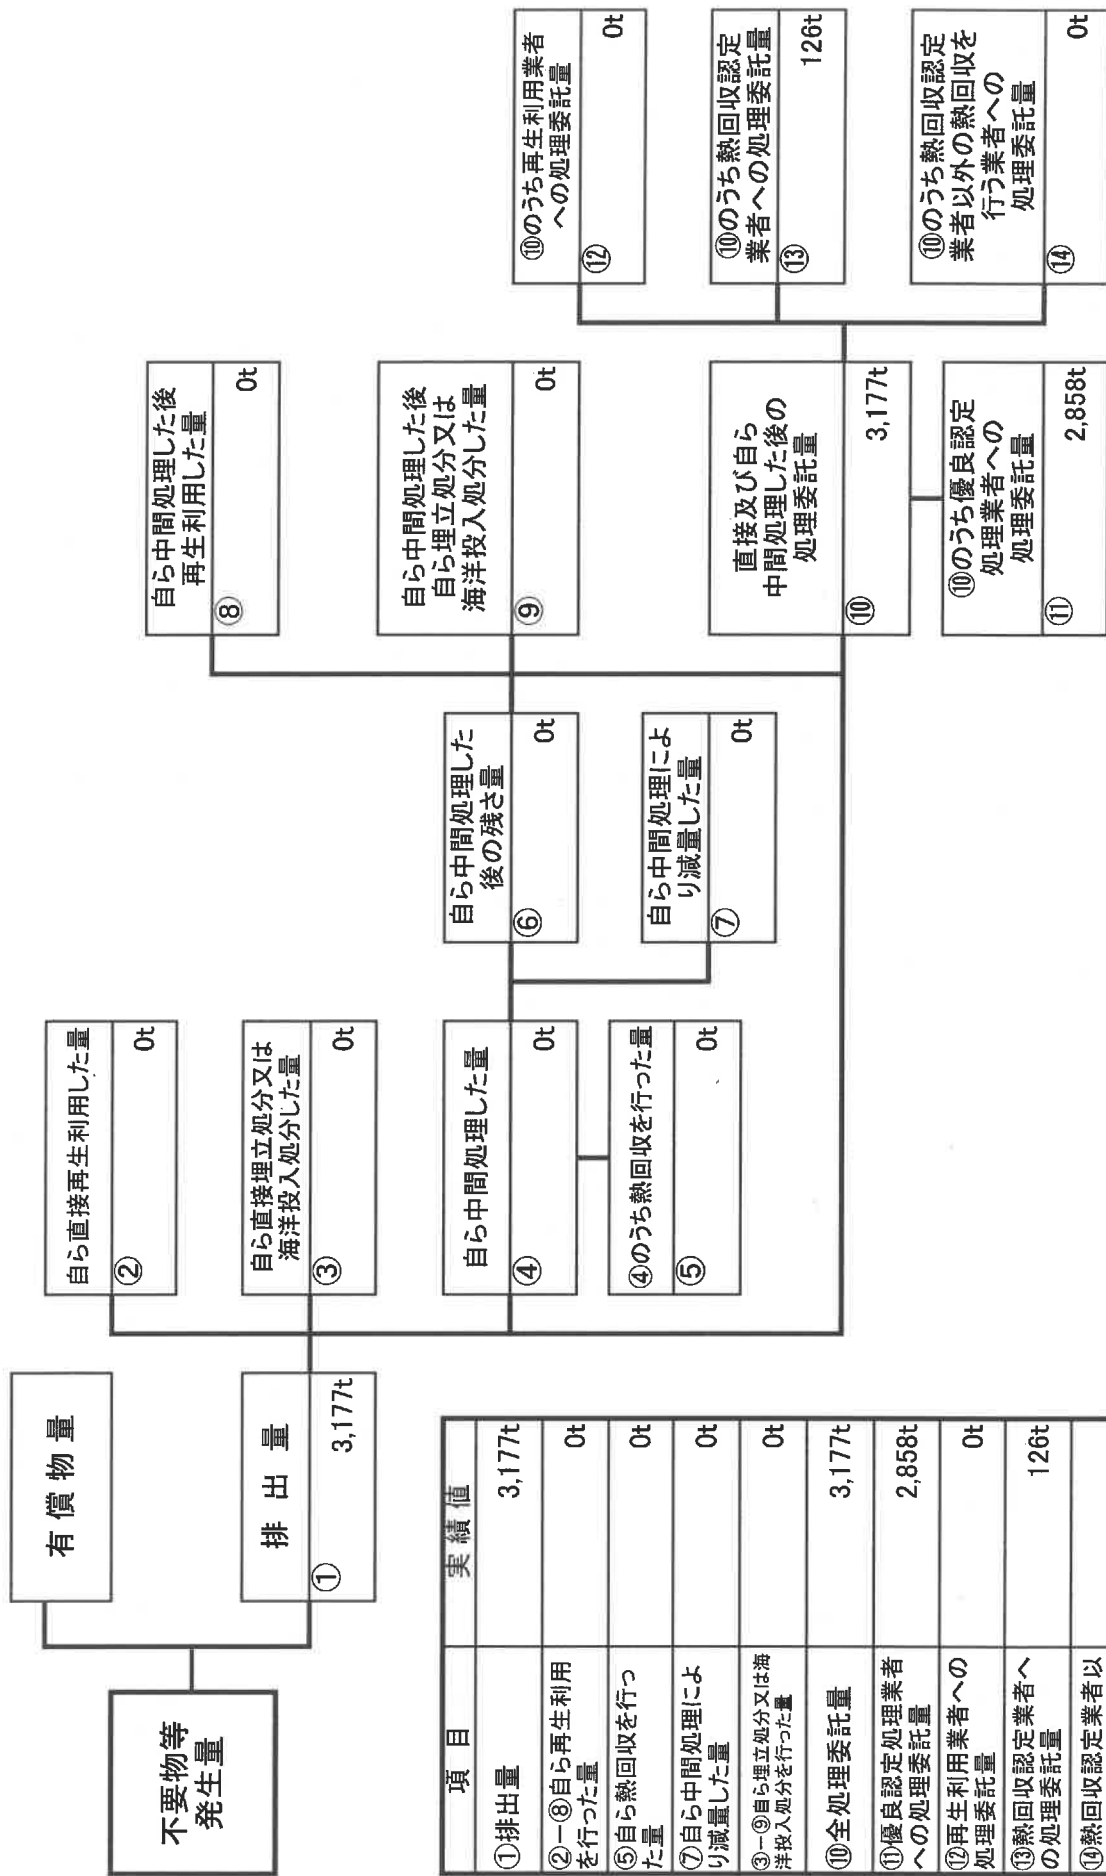 不要物等
発生量
有 償 物 量
排 出 量
①
3,177t
自ら直接再生利用した量
②
0t
自ら直接埋立処分又は
海洋投入処分した量
③
0t
自ら中間処理した量
④
0t
④のうち熱回収を行った量
⑤
0t
自ら中間処理した
後の残さ量
⑥
0t
自ら中間処理によ
り減量した量
⑦
0t
自ら中間処理した後
再生利用した量
⑧
0t
自ら中間処理した後
自ら埋立処分又は
海洋投入処分した量
⑨
0t
直接及び自ら
中間処理した後の
処理委託量
⑩
3,177t
⑩のうち優良認定
処理業者への
処理委託量
⑪
2,858t
⑩のうち再生利用業者
への処理委託量
⑫
0t
⑩のうち熱回収認定
業者への処理委託量
⑬
126t
⑩のうち熱回収認定
業者以外の熱回収を
行う業者への
処理委託量
⑭
0t
項 目
実 績 値
①排出量
3,177t
②ー⑧自ら再生利用
を行った量
0t
⑤自ら熱回収を行っ
た量
0t
⑦自ら中間処理によ
り減量した量
0t
③ー⑨自ら埋立処分又は海
洋投入処分を行った量
0t
⑩全処理委託量
3,177t
⑪優良認定処理業者
への処理委託量
2,858t
⑫再生利用業者への
処理委託量
0t
⑬熱回収認定業者へ
の処理委託量
126t
⑭熱回収認定業者以